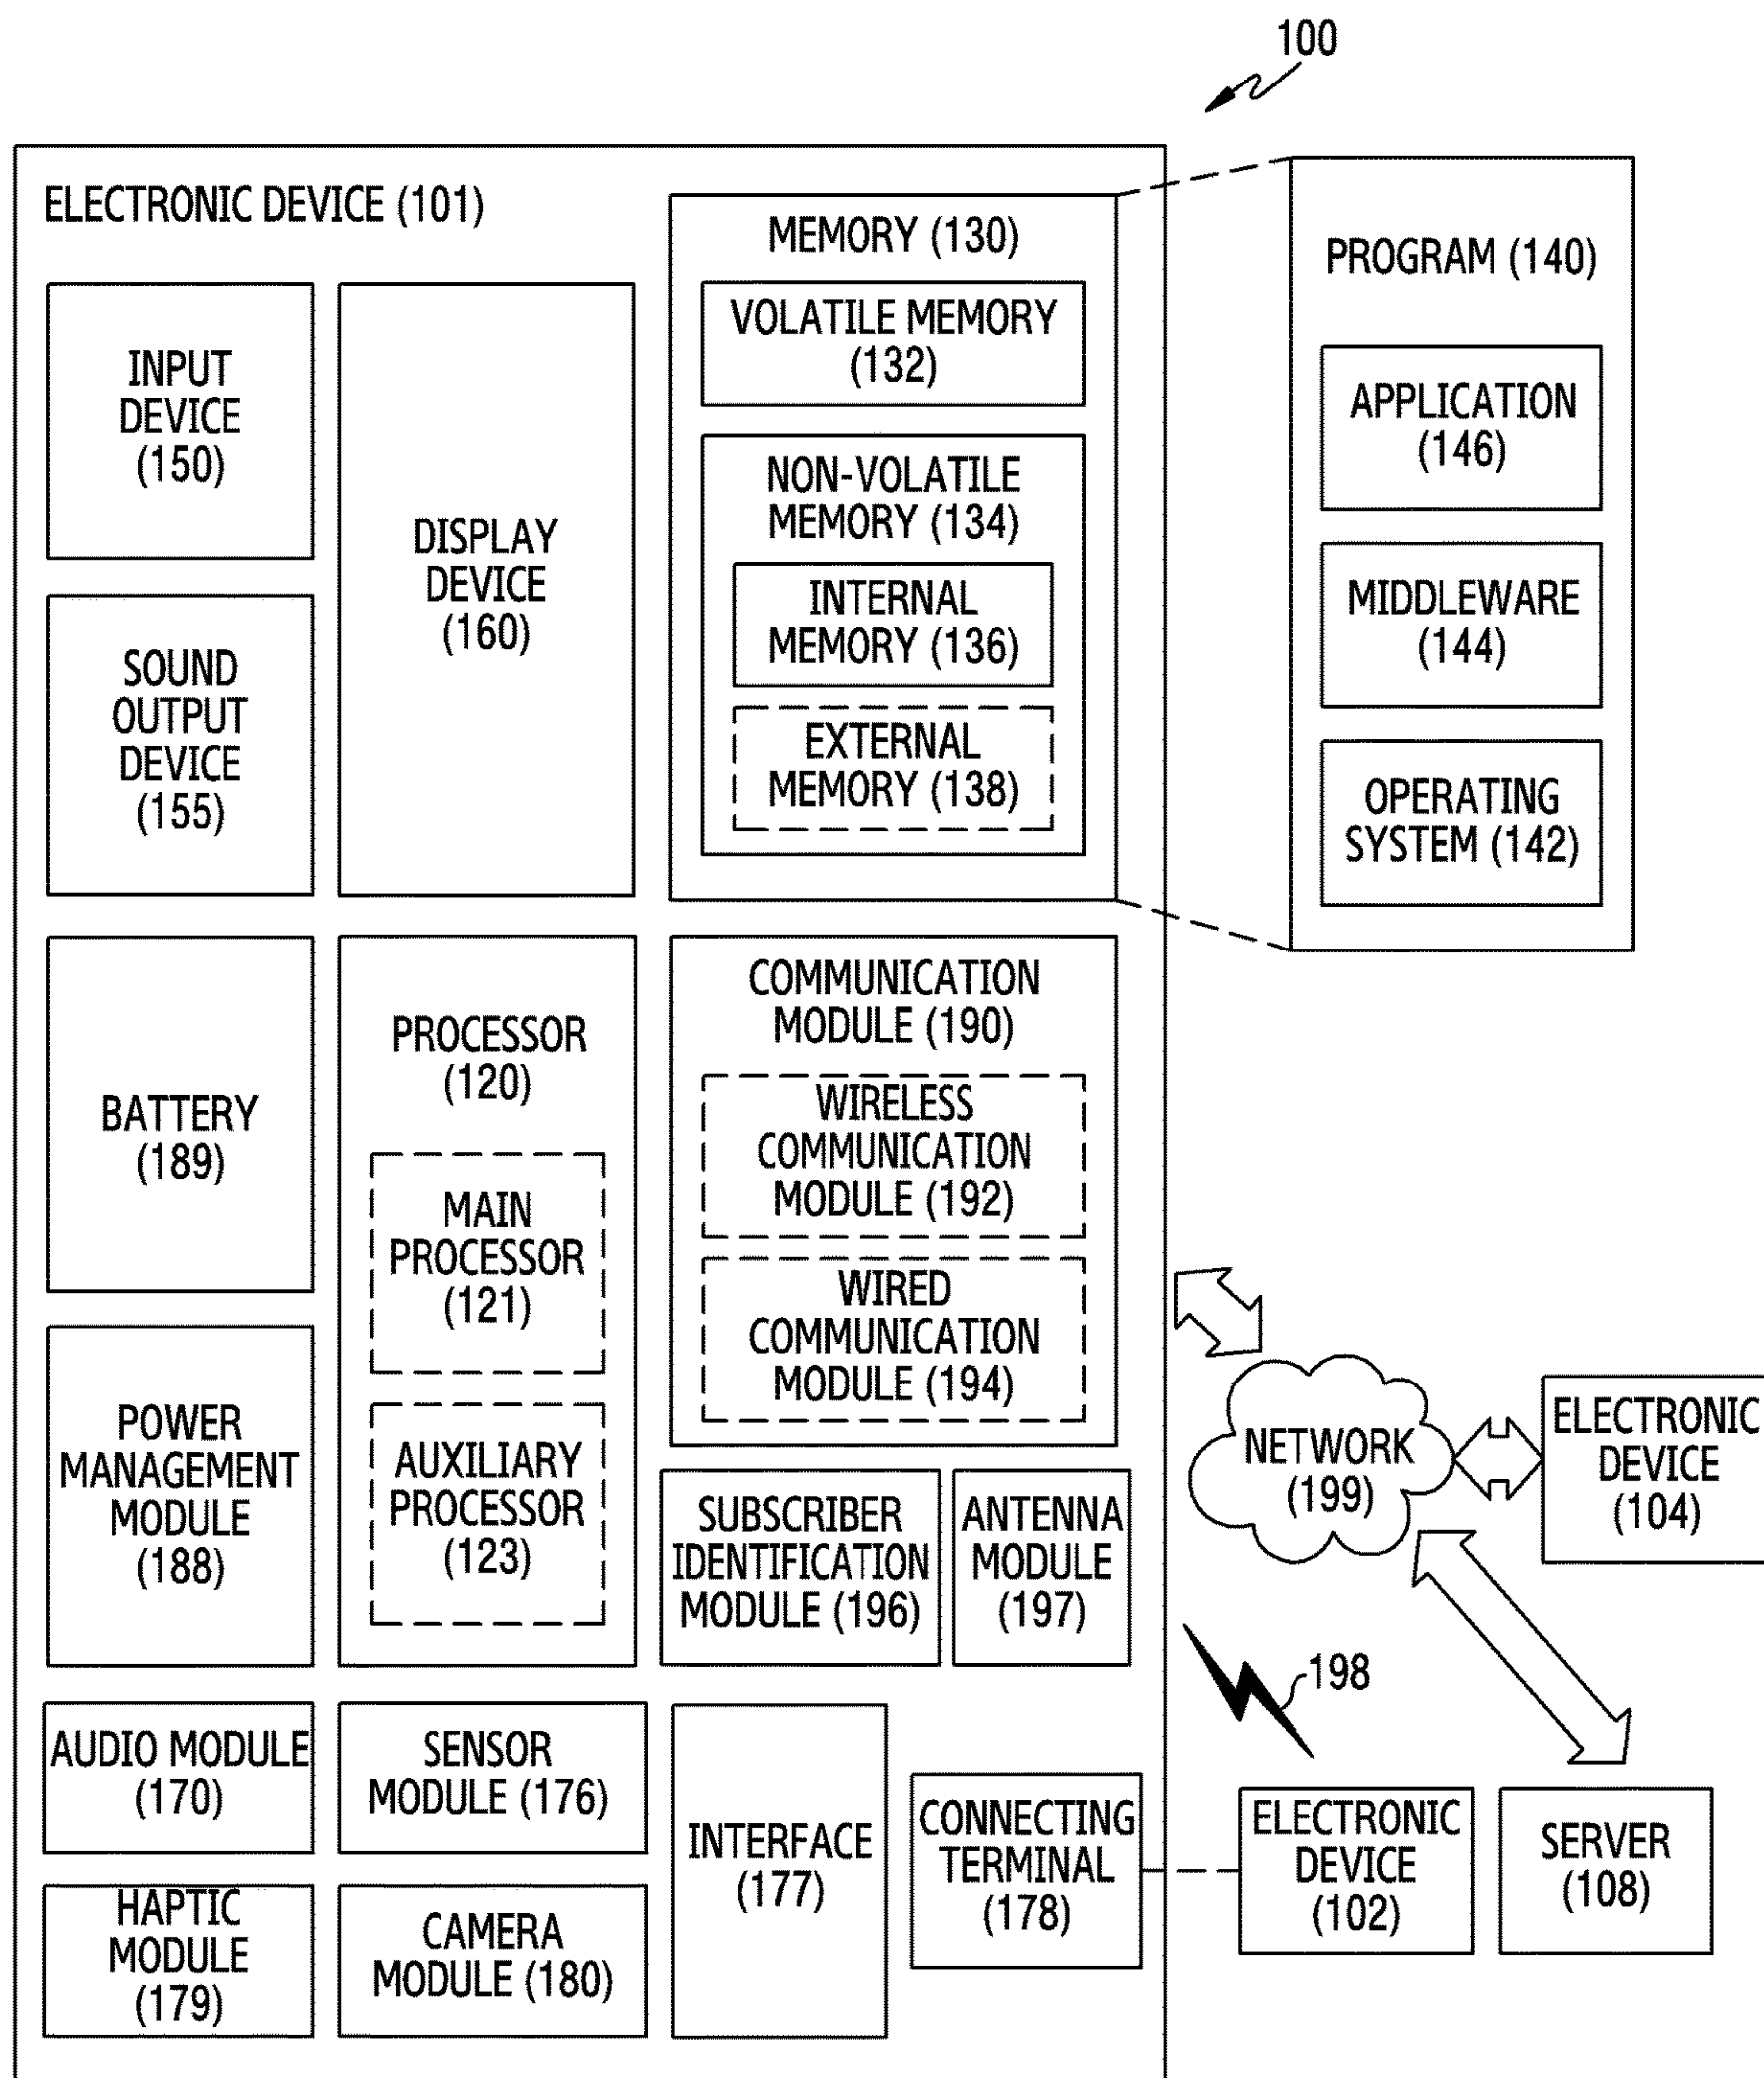 100
ELECTRONIC DEVICE (101)
INPUT
DEVICE
(150)
SOUND
OUTPUT
DEVICE
(155)
DISPLAY
DEVICE
(160)
MEMORY (130)
VOLATILE MEMORY
(132)
NON-VOLATILE
MEMORY (134)
INTERNAL
MEMORY (136)
EXTERNAL
MEMORY (138)
PROGRAM (140)
APPLICATION
(146)
MIDDLEWARE
(144)
OPERATING
SYSTEM (142)
BATTERY
(189)
POWER
MANAGEMENT
MODULE
(188)
PROCESSOR
(120)
MAIN
PROCESSOR
(121)
AUXILIARY
PROCESSOR
(123)
COMMUNICATION
MODULE (190)
WIRELESS
COMMUNICATION
MODULE (192)
WIRED
COMMUNICATION
MODULE (194)
SUBSCRIBER
IDENTIFICATION
MODULE (196)
ANTENNA
MODULE
(197)
NETWORK
(199)
ELECTRONIC
DEVICE
(104)
198
AUDIO MODULE
(170)
SENSOR
MODULE (176)
HAPTIC
MODULE
(179)
CAMERA
MODULE (180)
INTERFACE
(177)
CONNECTING
TERMINAL
(178)
ELECTRONIC
DEVICE
(102)
SERVER
(108)